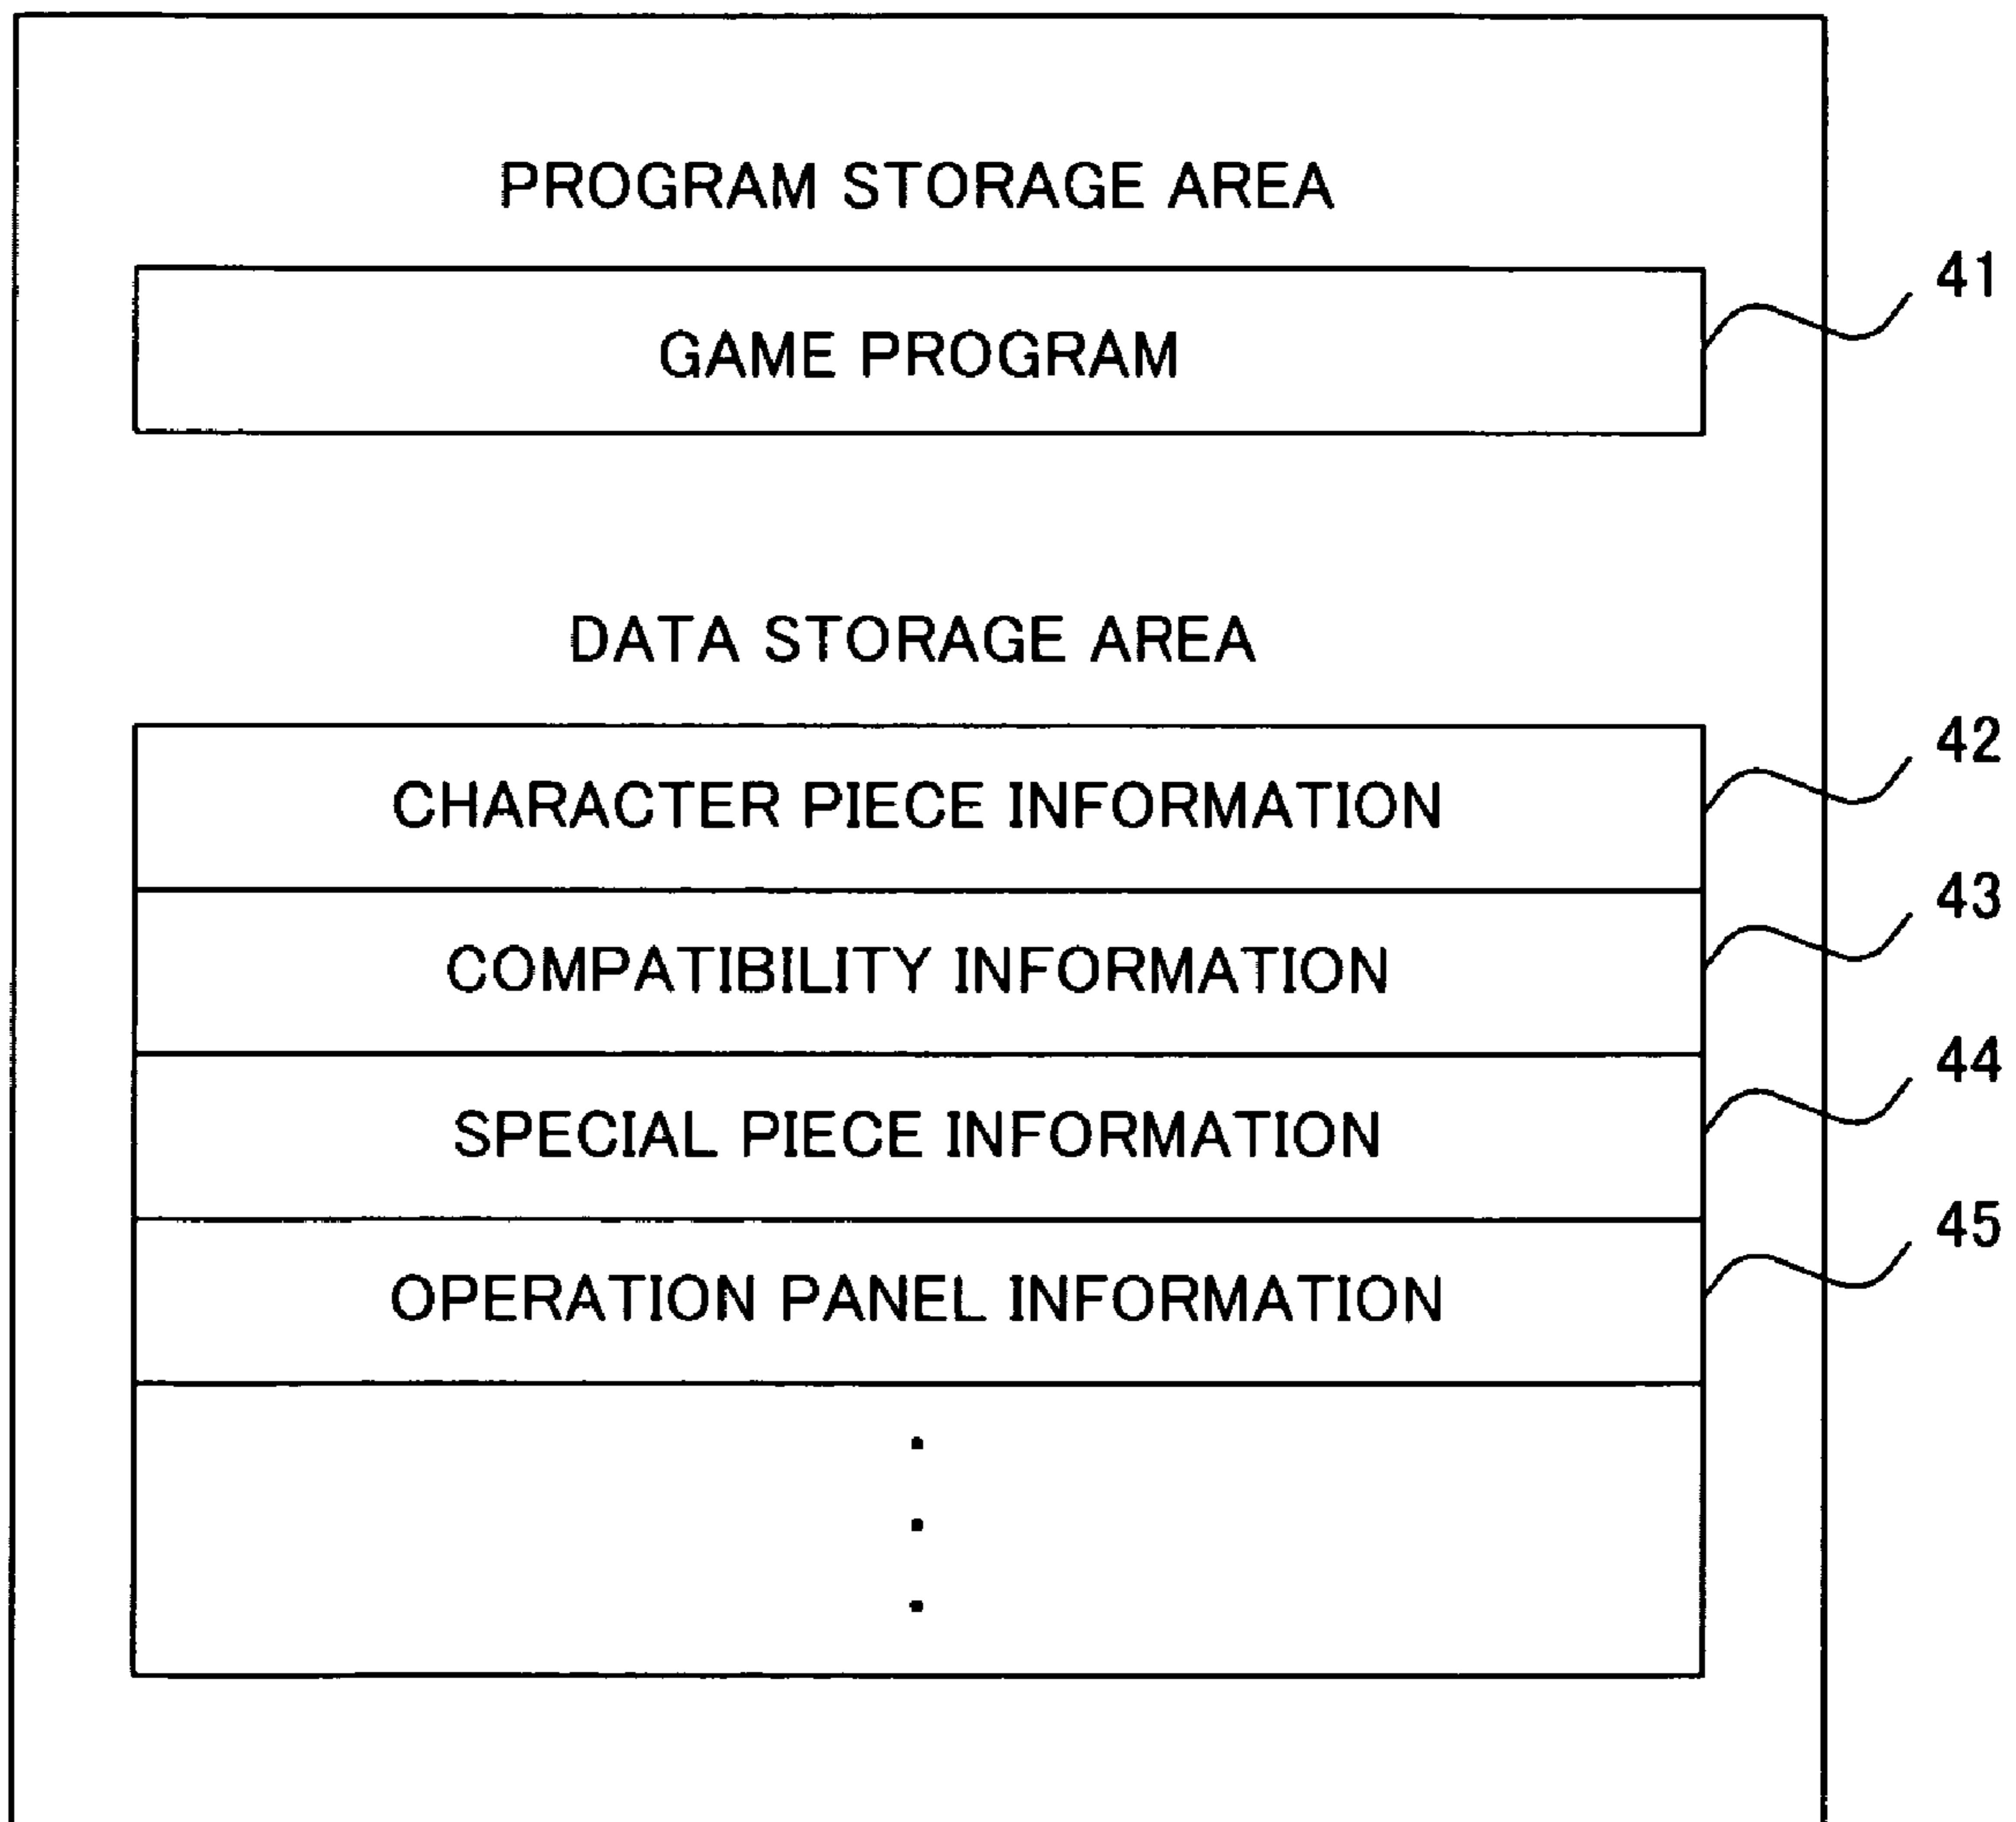 PROGRAM STORAGE AREA
GAME PROGRAM
41
DATA STORAGE AREA
CHARACTER PIECE INFORMATION
42
COMPATIBILITY INFORMATION
43
SPECIAL PIECE INFORMATION
44
OPERATION PANEL INFORMATION
45